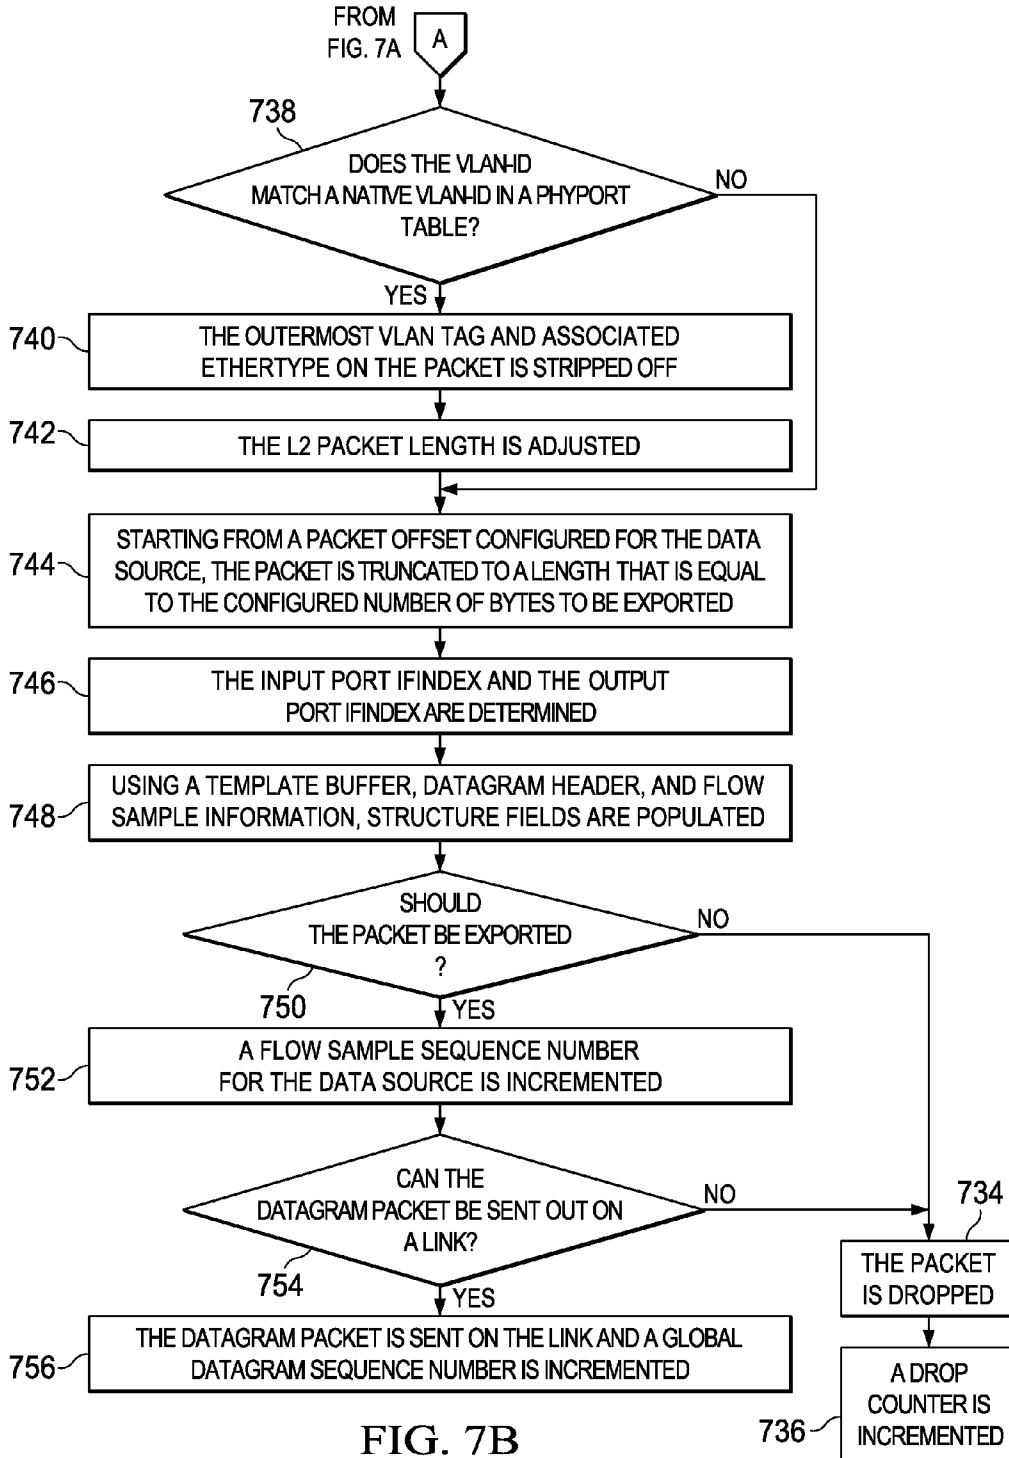 FROM
FIG. 7A
A
738
DOES THE VLAN-ID
MATCH A NATIVE VLAN-ID IN A PHYPORT
TABLE?
NO
YES
740
THE OUTERMOST VLAN TAG AND ASSOCIATED
ETHERTYPE ON THE PACKET IS STRIPPED OFF
742
THE L2 PACKET LENGTH IS ADJUSTED
744
STARTING FROM A PACKET OFFSET CONFIGURED FOR THE DATA
SOURCE, THE PACKET IS TRUNCATED TO A LENGTH THAT IS EQUAL
TO THE CONFIGURED NUMBER OF BYTES TO BE EXPORTED
746
THE INPUT PORT IFINDEX AND THE OUTPUT
PORT IFINDEX ARE DETERMINED
748
USING A TEMPLATE BUFFER, DATAGRAM HEADER, AND FLOW
SAMPLE INFORMATION, STRUCTURE FIELDS ARE POPULATED
SHOULD
THE PACKET BE EXPORTED
?
NO
750
YES
752
A FLOW SAMPLE SEQUENCE NUMBER
FOR THE DATA SOURCE IS INCREMENTED
CAN THE
DATAGRAM PACKET BE SENT OUT ON
A LINK?
NO
754
YES
734
THE PACKET
IS DROPPED
756
THE DATAGRAM PACKET IS SENT ON THE LINK AND A GLOBAL
DATAGRAM SEQUENCE NUMBER IS INCREMENTED
736
A DROP
COUNTER IS
INCREMENTED
FIG. 7B